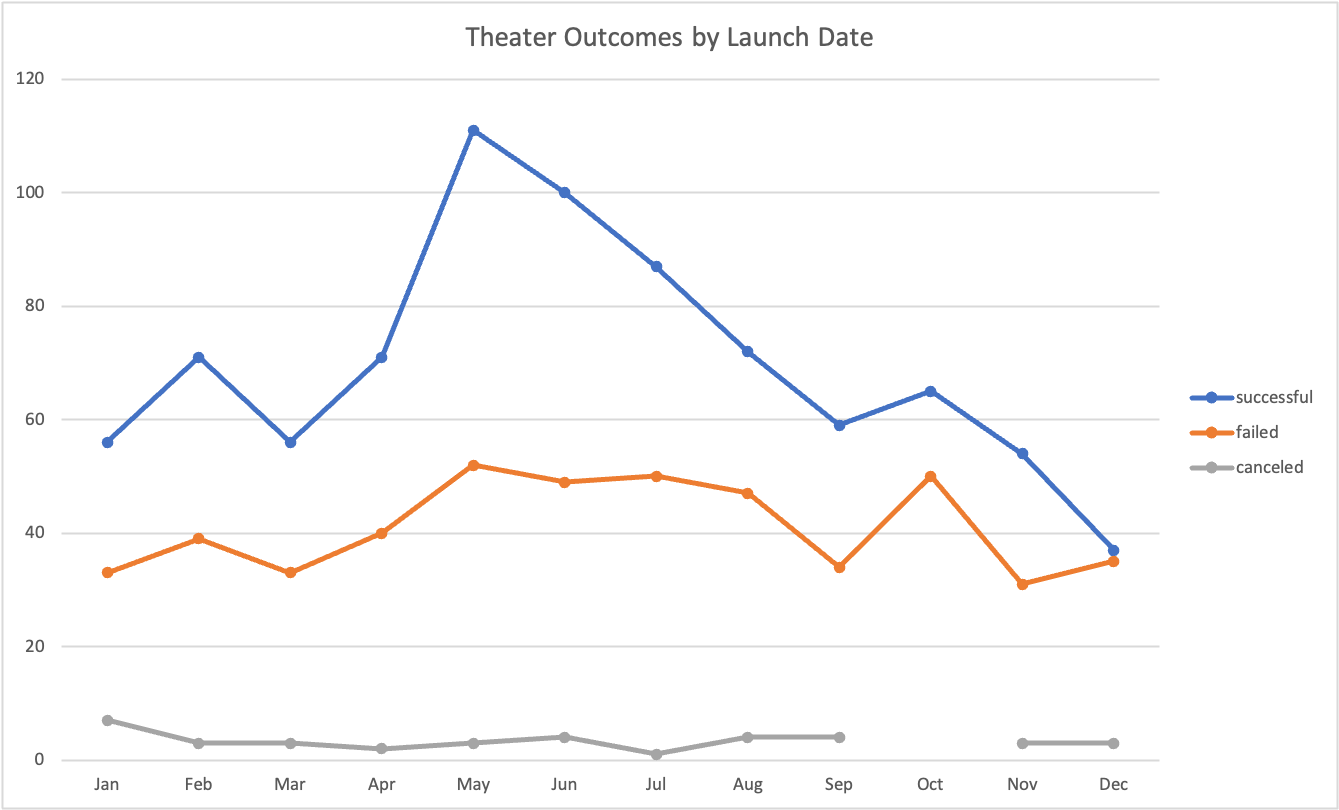 Theater Outcomes by Launch Date
120
100
80
60
40
20
0
Jan Feb Mar Apr May Jun Jul Aug Sep Oct Nov Dec
successful
failed
canceled